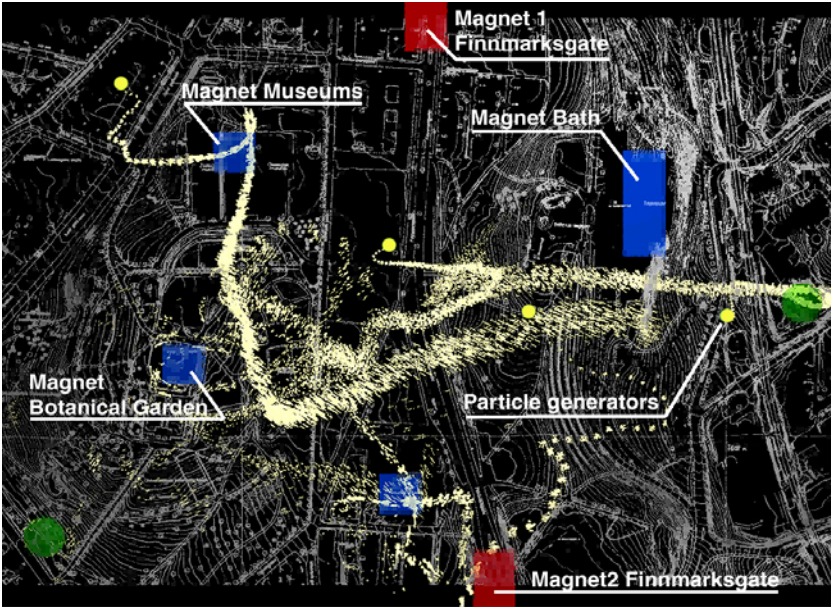 Magnet 1
Finnmarksgate
Magnet Museums
Magnet Bath
Magnet
Botanical Garden
Particle generators
Magnet2 Finnmarksgate